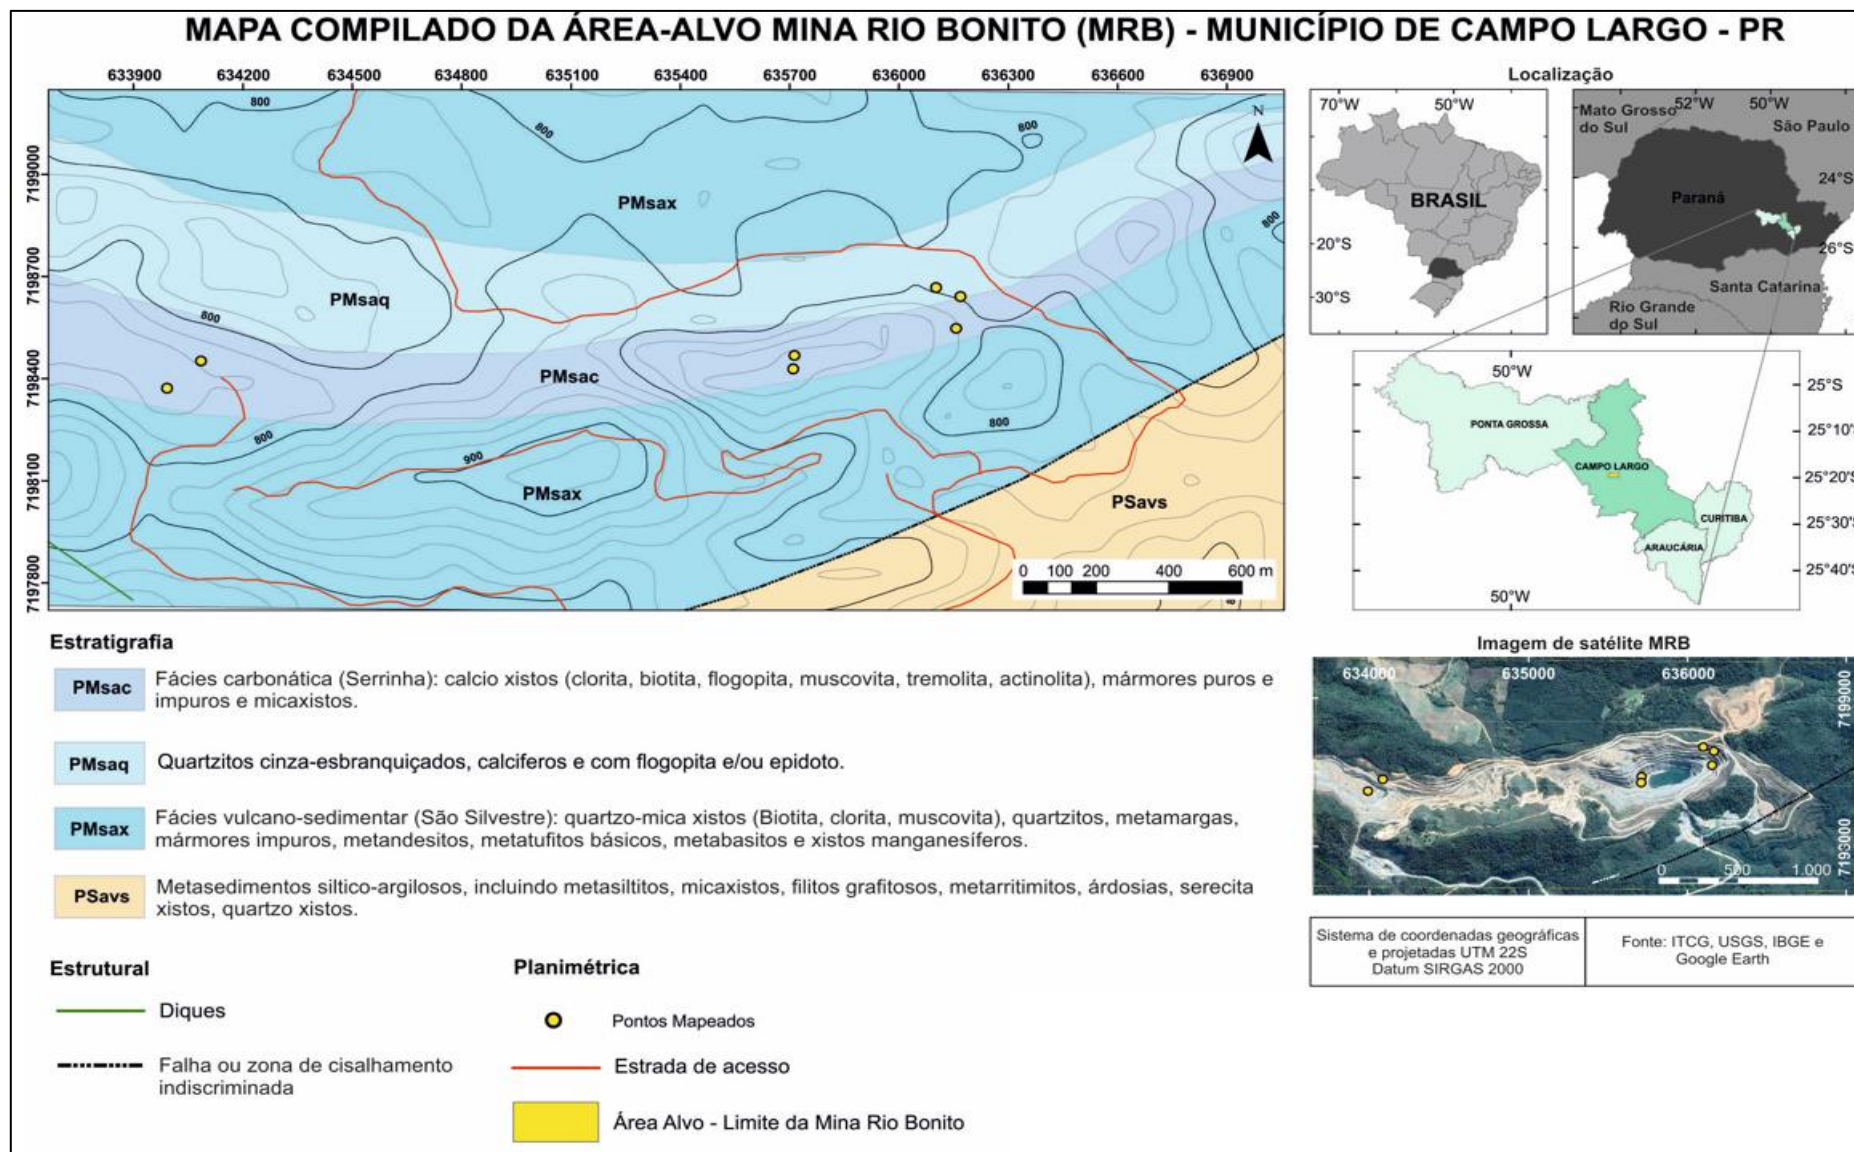 MAPA COMPILADO DA ÁREA-ALVO MINA RIO BONITO (MRB) - MUNICÍPIO DE CAMPO LARGO - PR
633900 634200 634500 634800 635100 635400 635700 636000 636300 636600 636900
7199000
7198700
7198400
7198100
7197800
800
800
800
800
800
800
800
900
N
PMsax
PMsaq
PMsac
PMsax
PSavs
0 100 200 400 600 m
Localização
70°W 50°W
BRASIL
20°S
30°S
52°W 50°W
Mato Grosso
do Sul
São Paulo
24°S
Paraná
26°S
Santa Catarina
Rio Grande
do Sul
50°W
25°S
PONTA GROSSA
25°10'S
CAMPO LARGO
25°20'S
CURITIBA
25°30'S
ARAUCÁRIA
25°40'S
50°W
Estratigrafia
PMsac
Fácies carbonática (Serrinha): calcio xistos (clorita, biotita, flogopita, muscovita, tremolita, actinolita), mármores puros e
impuros e micaxistos.
PMsaq
Quartzitos cinza-esbranquiçados, calciferos e com flogopita e/ou epidoto.
PMsax
Fácies vulcano-sedimentar (São Silvestre): quartzo-mica xistos (Biotita, clorita, muscovita), quartzitos, metamargas,
mármores impuros, metandesitos, metatufitos básicos, metabasitos e xistos manganesíferos.
PSavs
Metasedimentos siltico-argilosos, incluindo metasiltitos, micaxistos, filitos grafitosos, metarritimitos, árdosias, serecita
xistos, quartzo xistos.
Estrutural
Diques
Falha ou zona de cisalhamento
indiscriminada
Planimétrica
Pontos Mapeados
Estrada de acesso
Área Alvo - Limite da Mina Rio Bonito
Imagem de satélite MRB
634000 635000 636000
7199000
7193000
0 500 1.000
Sistema de coordenadas geográficas
e projetadas UTM 22S
Datum SIRGAS 2000
Fonte: ITCG, USGS, IBGE e
Google Earth